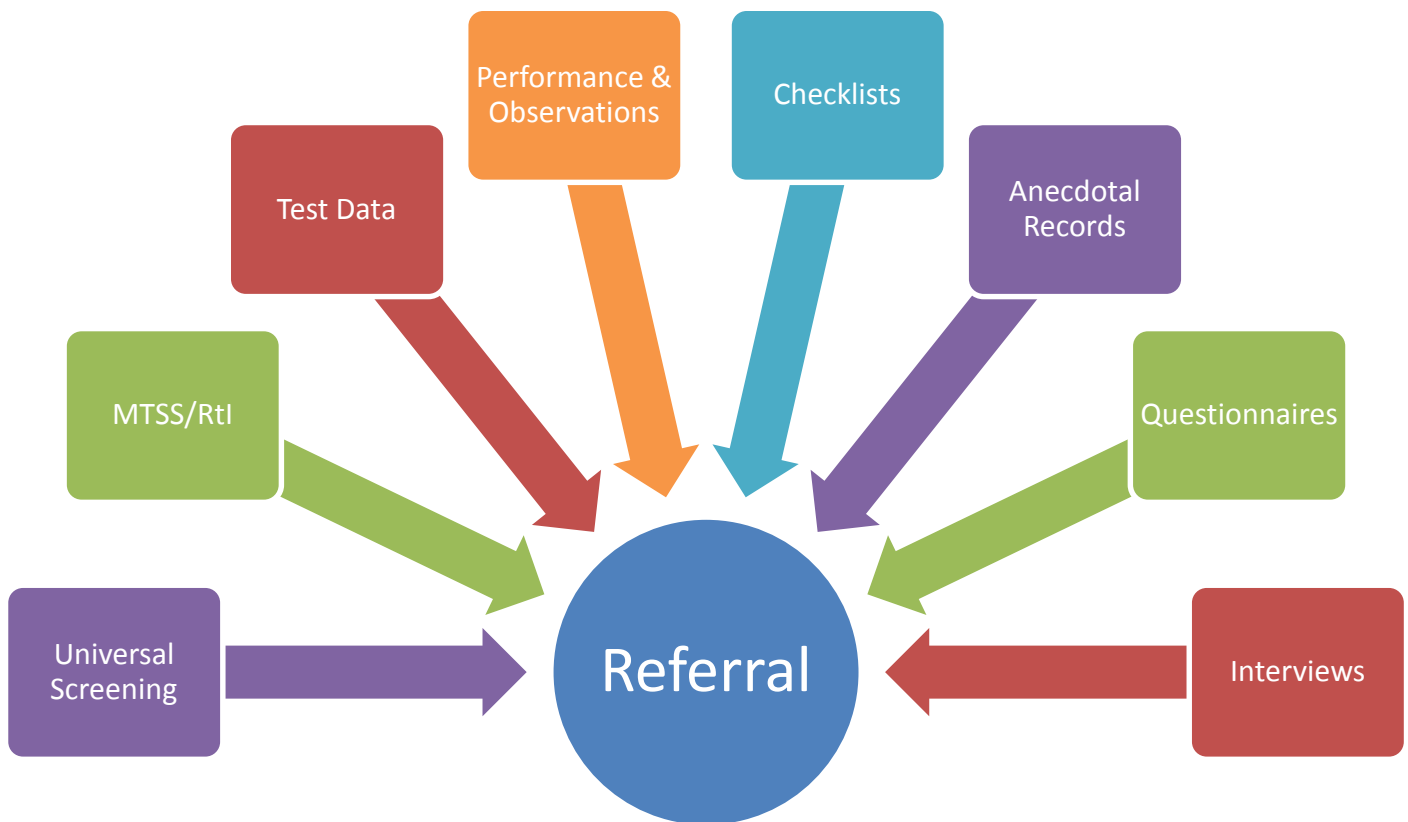 Performance &
Observations
Checklists
Test Data
Anecdotal
Records
MTSS/RtI
Questionnaires
Universal
Screening
Referral
Interviews